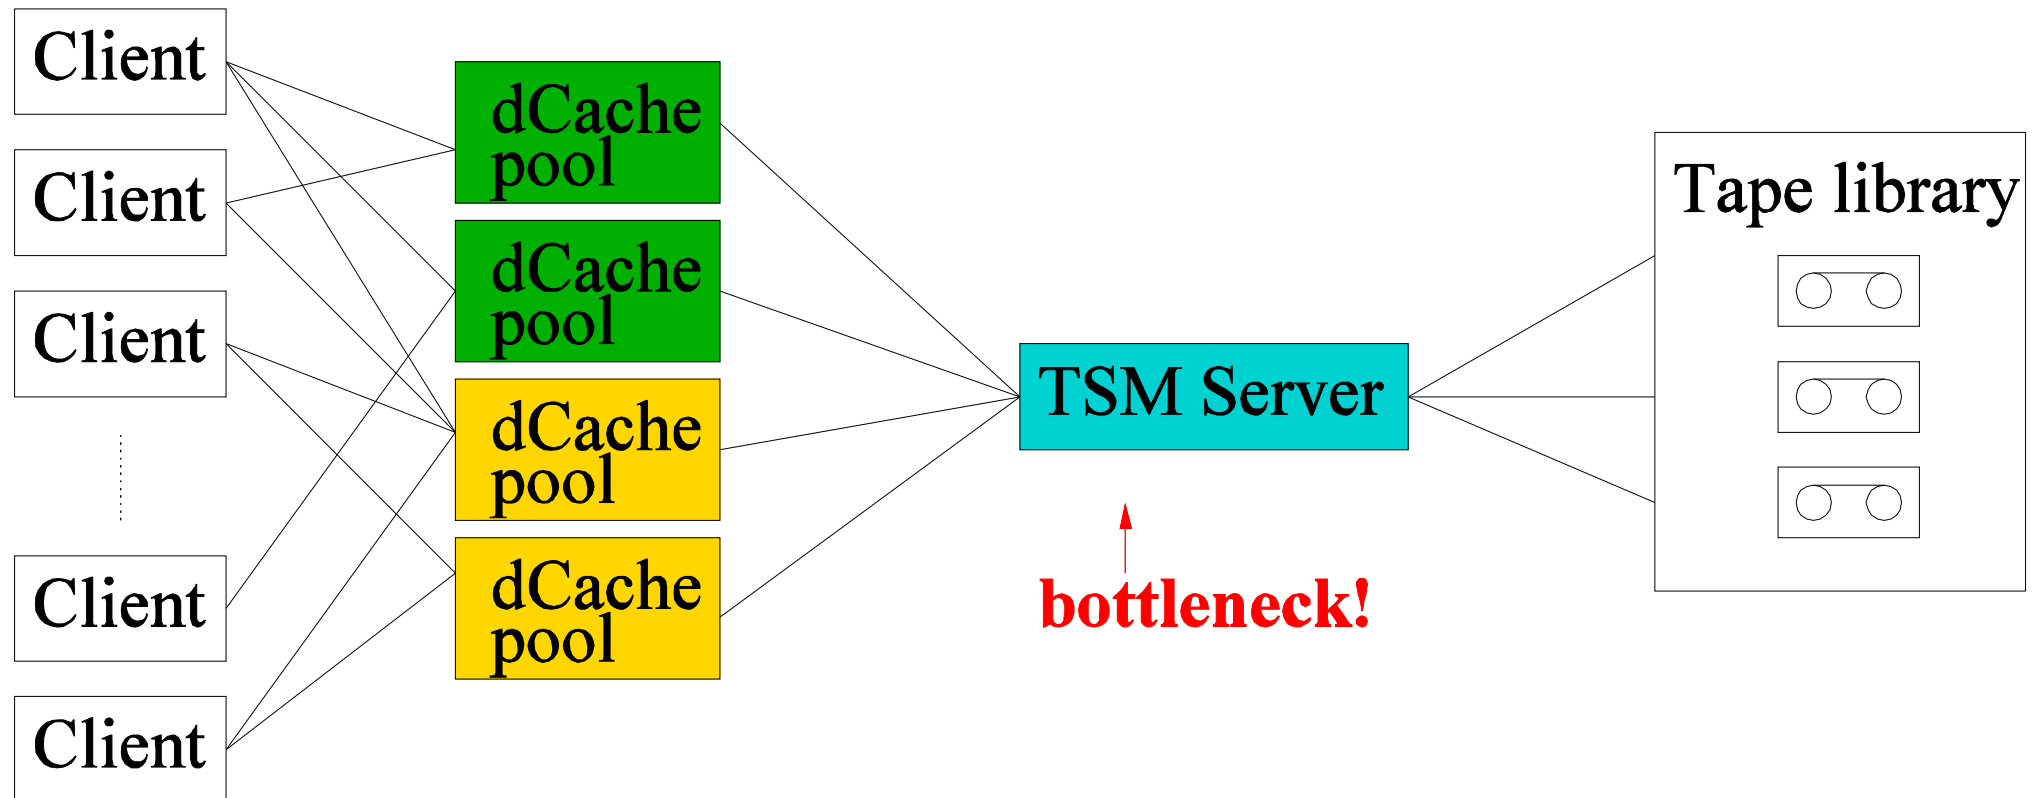 Client
Client
Client
Client
Client
dCache
pool
dCache
pool
dCache
pool
dCache
pool
TSM Server
bottleneck!
Tape library